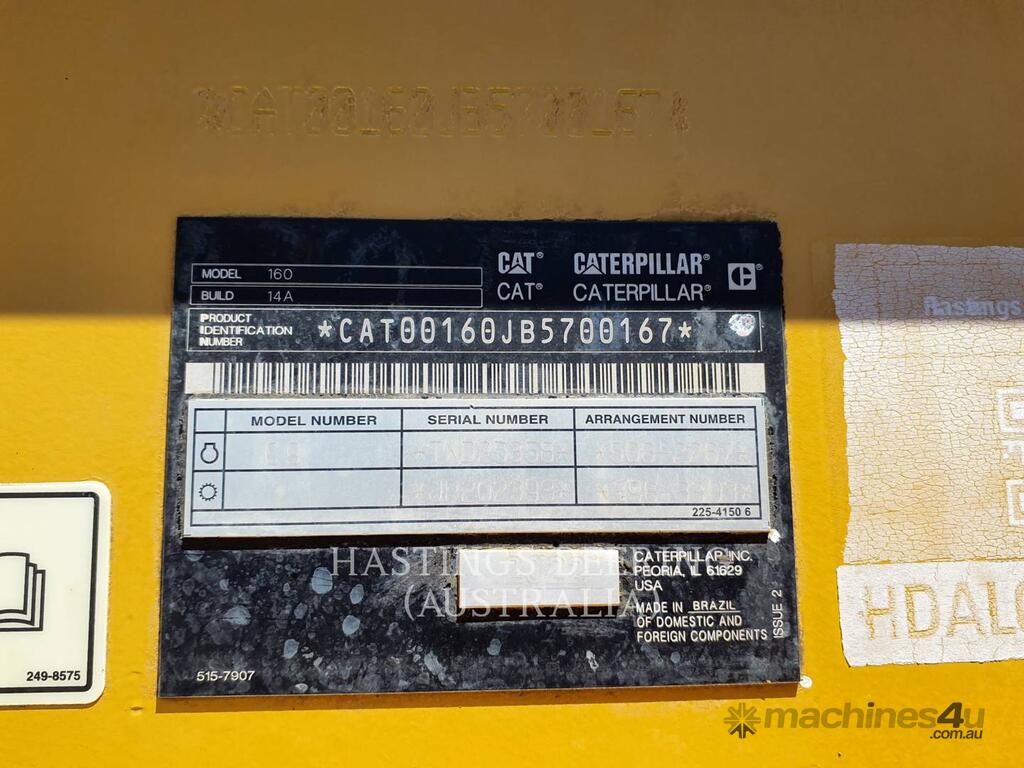 *CAT00160JB5700167*
MODEL 160
BUILD 14A
CAT® CATERPILLAR®
CAT® CATERPILLAR®
PRODUCT
IDENTIFICATION
NUMBER
*CAT00160JB5700167*
MODEL NUMBER SERIAL NUMBER ARRANGEMENT NUMBER
225-4150 6
CATERPILLAR INC.
PEORIA, IL 61629
USA
MADE IN BRAZIL
OF DOMESTIC AND
FOREIGN COMPONENTS
ISSUE 2
515-7907
249-8575
Hastings
HASTINGS
(AUSTRALIA)
machines4u
.com.au